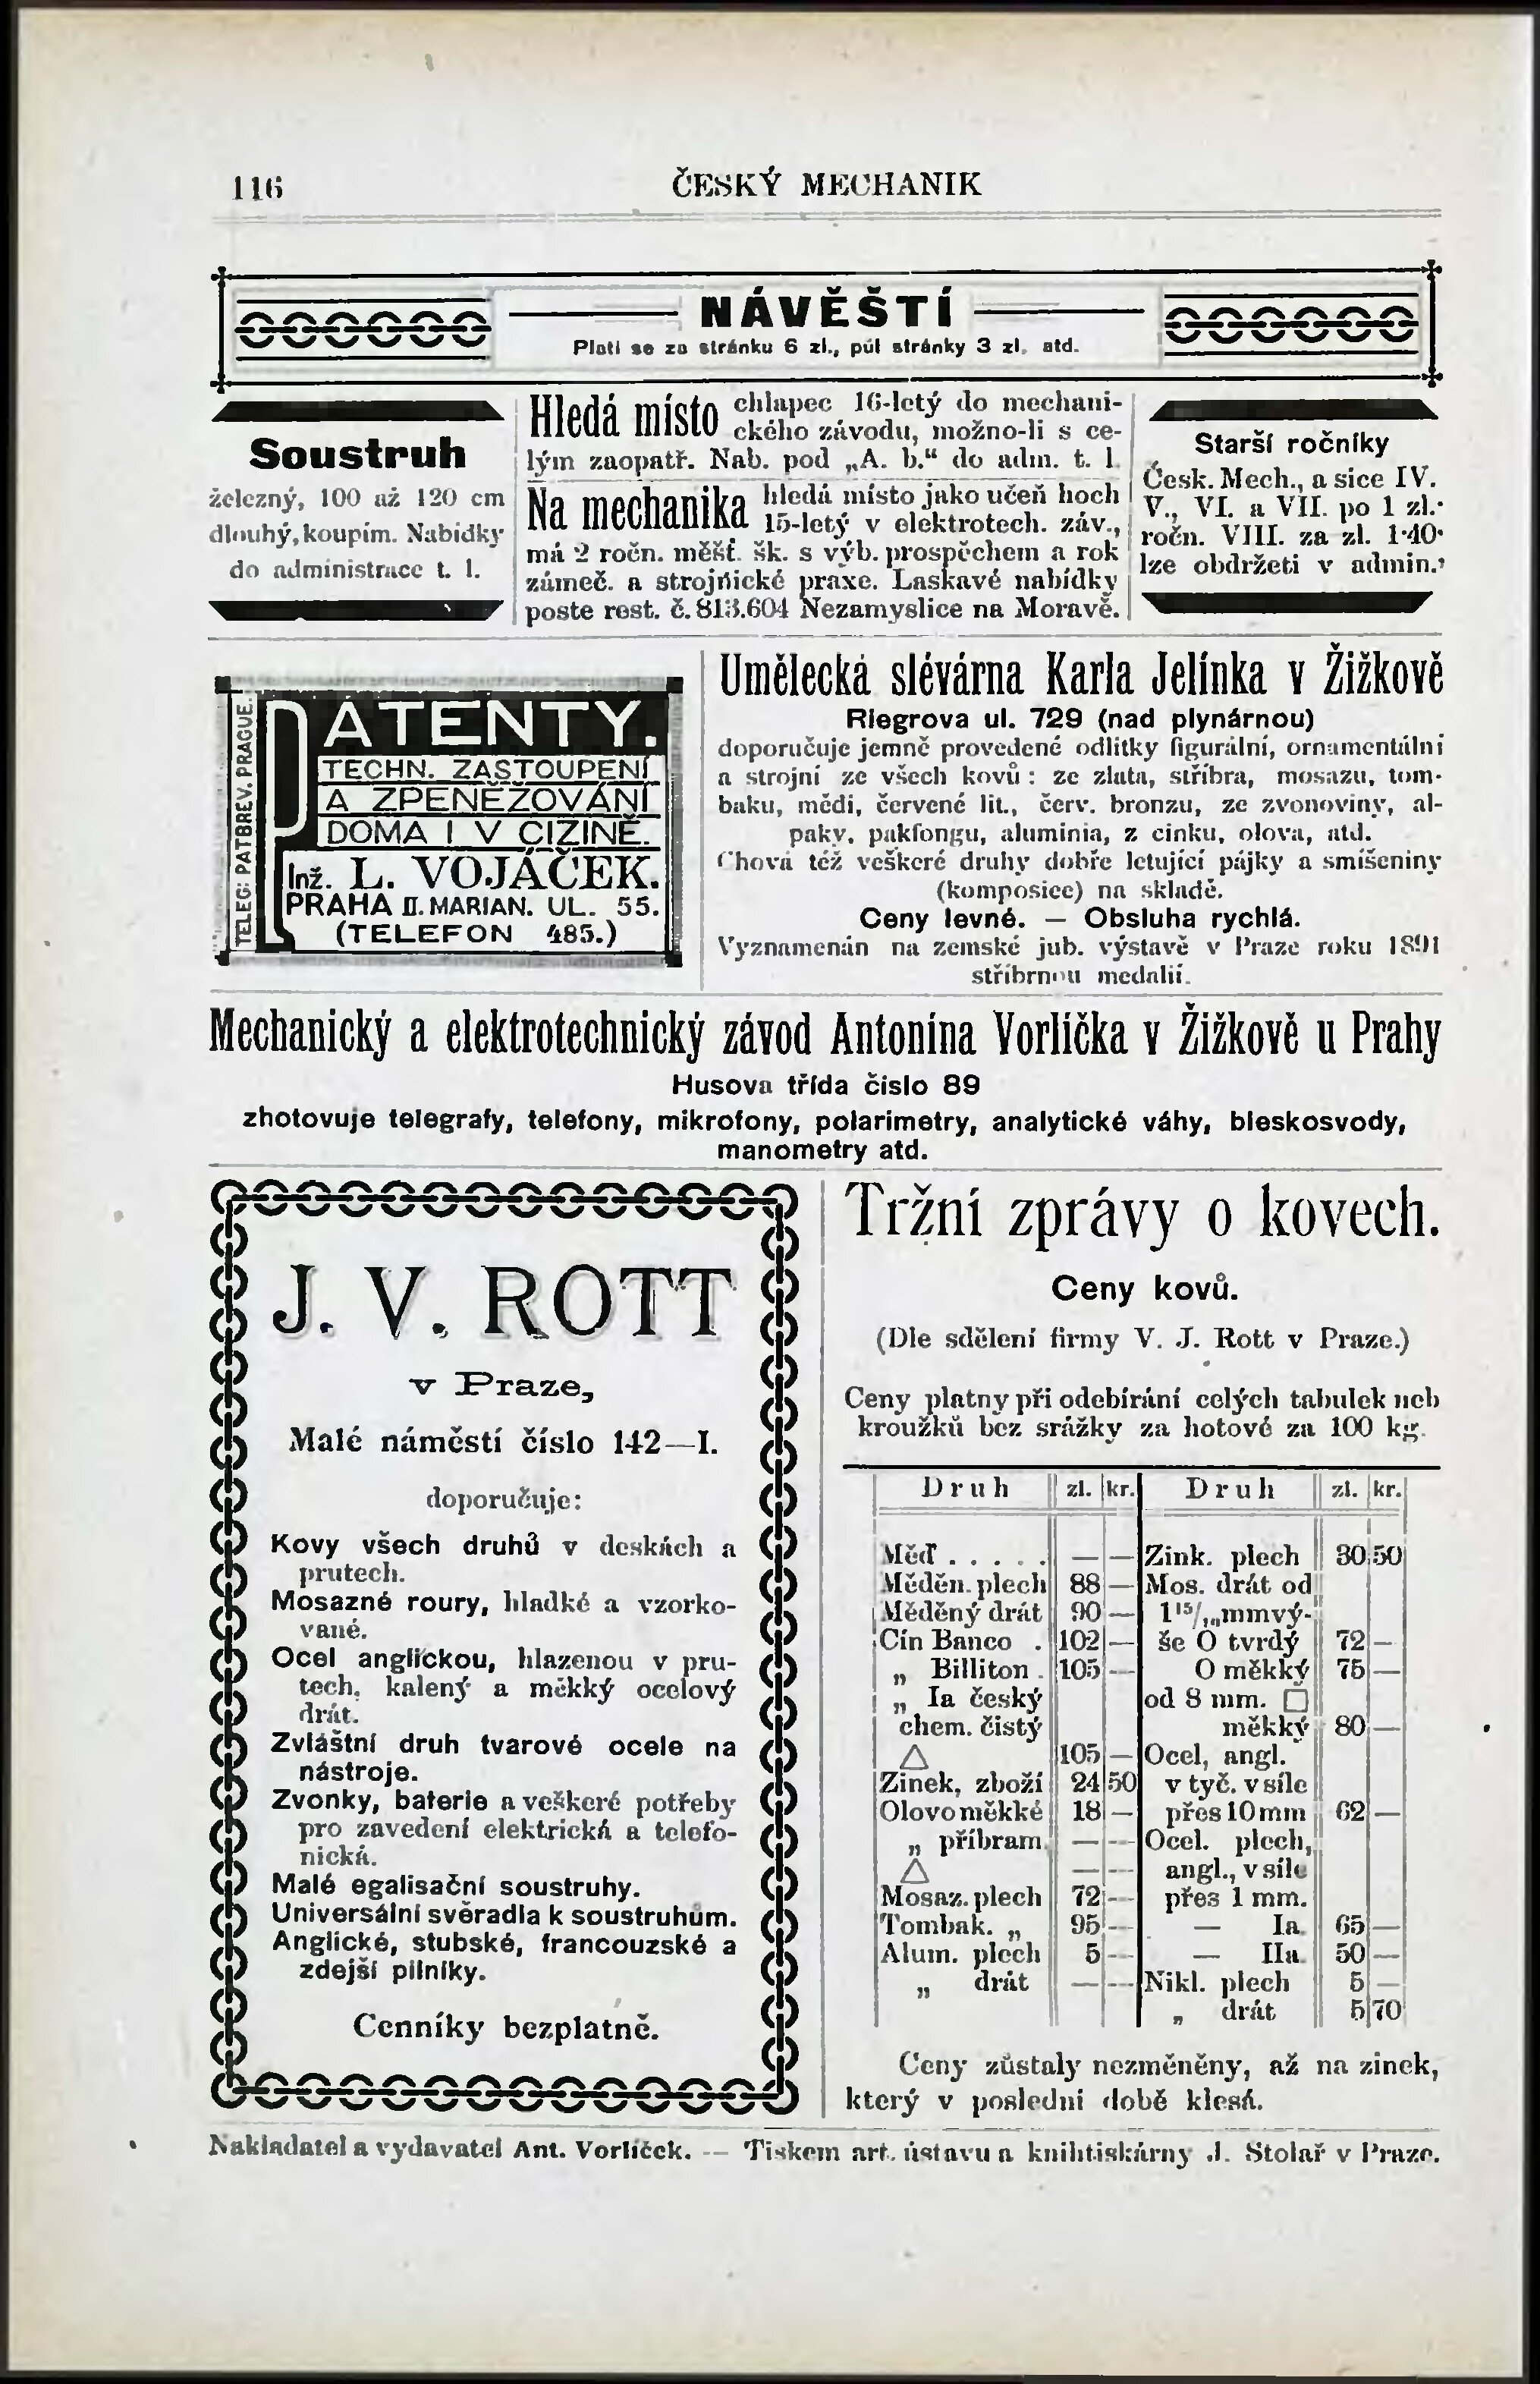 116
ČESKÝ MECHANIK
NÁVĚŠTÍ
Platí se za stránku 6 zl., půl stránky 3 zl. atd.
Soustruh
železný, 100 až 120 cm
dlouhý, koupím. Nabídky
do administrace t. l.
Hledá místo chlapec 16-letý do mechani-
ckého závodu, možno-li s ce-
lým zaopatř. Nab. pod „A. b.“ do adm. t. l.
Na mechanika hledá místo jako učeň hoch
15-letý v elektrotech. záv.,
má 2 ročn. měšt. šk. s výb. prospěchem a rok
zámeč. a strojnické praxe. Laskavé nabídky
poste rest. č. 813.604 Nezamyslice na Moravě.
Starší ročníky
Česk. Mech., a sice IV.
V., VI. a VII. po 1 zl.
ročn. VIII. za zl. 1·40
lze obdržeti v admin.
TELEG: PATBREV. PRAGUE.
PATENTY.
TECHN. ZASTOUPENÍ
A ZPENĚŽOVÁNÍ
DOMA I V CIZINĚ.
Inž. L. VOJÁČEK.
PRAHA II. MARIAN. UL. 55.
(TELEFON 485.)
Umělecká slévárna Karla Jelínka v Žižkově
Riegrova ul. 729 (nad plynárnou)
doporučuje jemně provedené odlitky figurální, ornamentální
a strojní ze všech kovů: ze zlata, stříbra, mosazu, tom-
baku, mědi, červené lit., červ. bronzu, ze zvonoviny, al-
paky, pakfongu, aluminia, z cinku, olova, atd.
Chová též veškeré druhy dobře letující pájky a smíšeniny
(komposice) na skladě.
Ceny levné. — Obsluha rychlá.
Vyznamenán na zemské jub. výstavě v Praze roku 1891
stříbrnou medalií.
Mechanický a elektrotechnický závod Antonína Vorlíčka v Žižkově u Prahy
Husova třída číslo 89
zhotovuje telegrafy, telefony, mikrofony, polarimetry, analytické váhy, bleskosvody,
manometry atd.
J. V. ROTT
v Praze,
Malé náměstí číslo 142—I.
doporučuje:
Kovy všech druhů v deskách a
prutech.
Mosazné roury, hladké a vzorko-
vané.
Ocel anglickou, hlazenou v pru-
tech, kalený a měkký ocelový
drát.
Zvláštní druh tvarové ocele na
nástroje.
Zvonky, baterie a veškeré potřeby
pro zavedení elektrická a telefo-
nická.
Malé egalisační soustruhy.
Universální svěradla k soustruhům.
Anglické, stubské, francouzské a
zdejší pilníky.
Cenníky bezplatně.
Tržní zprávy o kovech.
Ceny kovů.
(Dle sdělení firmy V. J. Rott v Praze.)
Ceny platny při odebírání celých tabulek neb
kroužků bez srážky za hotové za 100 kg.
Druh zl. kr.
Měď . . . . . — —
Měděn. plech 88 —
Měděný drát 90 —
Cín Banco . 102 —
„ Billiton . 105 —
„ Ia český
chem. čistý
△ 105 —
Zinek, zboží 24 50
Olovo měkké 18 —
„ příbram. — —
△ — —
Mosaz. plech 72 —
Tombak. „ 95 —
Alum. plech 5 —
„ drát — —
Druh zl. kr.
Zink. plech 30 50
Mos. drát od
mm vý-
še O tvrdý 72 —
O měkký 75 —
od 8 mm. □
měkký 80 —
Ocel, angl.
v tyč. v síle
přes 10 mm 62 —
Ocel. plech,
angl., v síle
přes 1 mm.
— Ia. 65 —
— IIa. 50 —
Nikl. plech 5 —
„ drát 5 70
Ceny zůstaly nezměněny, až na zinek,
který v poslední době klesá.
Nakladatel a vydavatel Ant. Vorlíček. — Tiskem art. ústavu a knihtiskárny J. Stolař v Praze.